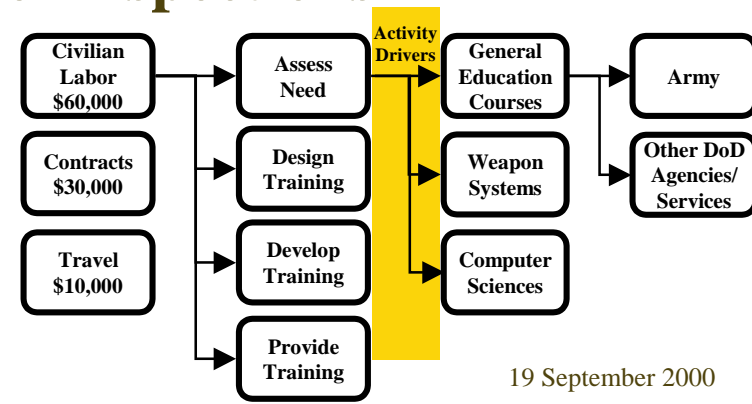 Activity
Drivers
Civilian
Labor
$60,000
Assess
Need
General
Education
Courses
Army
Contracts
$30,000
Design
Training
Weapon
Systems
Other DoD
Agencies/
Services
Travel
$10,000
Develop
Training
Computer
Sciences
Provide
Training
19 September 2000